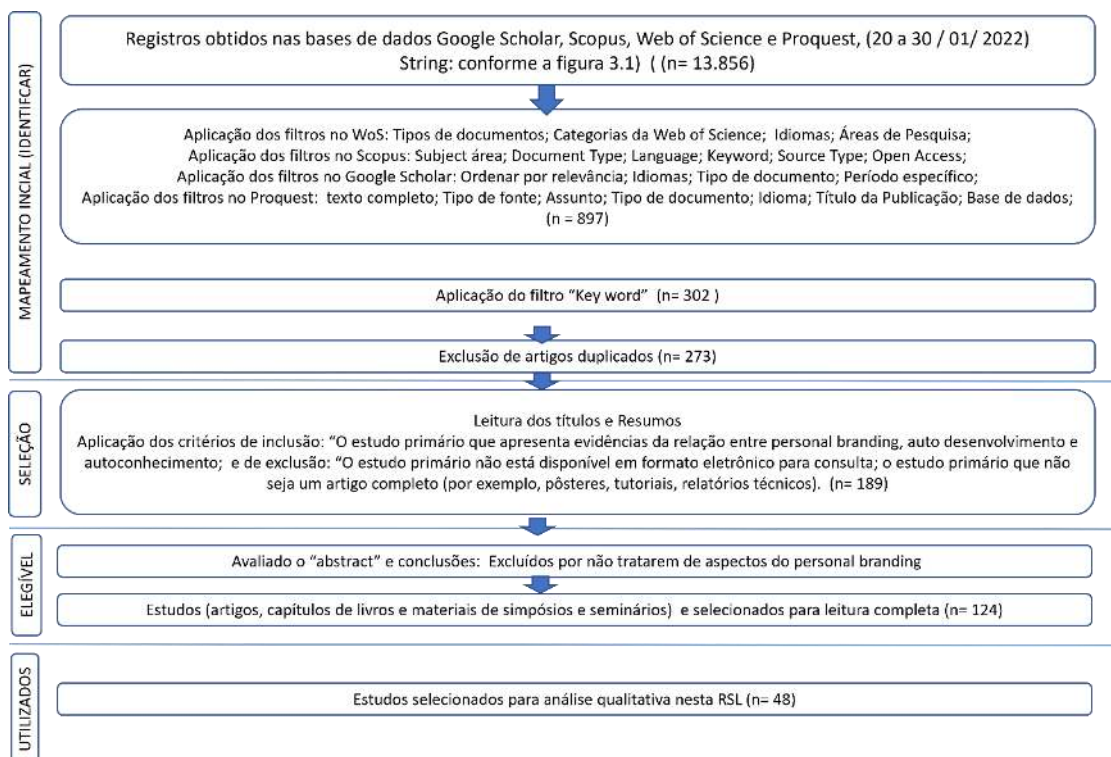 MAPEAMENTO INCIAL (IDENTIFCAR)
Registros obtidos nas bases de dados Google Scholar, Scopus, Web of Science e Proquest, (20 a 30 / 01/ 2022)
String: conforme a figura 3.1) ( (n= 13.856)
Aplicação dos filtros no WoS: Tipos de documentos; Categorias da Web of Science; Idiomas; Áreas de Pesquisa;
Aplicação dos filtros no Scopus: Subject área; Document Type; Language; Keyword; Source Type; Open Access;
Aplicação dos filtros no Google Scholar: Ordenar por relevância; Idiomas; Tipo de documento; Período específico;
Aplicação dos filtros no Proquest: texto completo; Tipo de fonte; Assunto; Tipo de documento; Idioma; Título da Publicação; Base de dados;
(n = 897)
Aplicação do filtro “Key word” (n= 302 )
Exclusão de artigos duplicados (n= 273)
SELEÇÃO
Leitura dos títulos e Resumos
Aplicação dos critérios de inclusão: “O estudo primário que apresenta evidências da relação entre personal branding, auto desenvolvimento e
autoconhecimento; e de exclusão: “O estudo primário não está disponível em formato eletrônico para consulta; o estudo primário que não
seja um artigo completo (por exemplo, pôsteres, tutoriais, relatórios técnicos). (n= 189)
ELEGÍVEL
Avaliado o “abstract” e conclusões: Excluídos por não tratarem de aspectos do personal branding
Estudos (artigos, capítulos de livros e materiais de simpósios e seminários) e selecionados para leitura completa (n= 124)
UTILIZADOS
Estudos selecionados para análise qualitativa nesta RSL (n= 48)